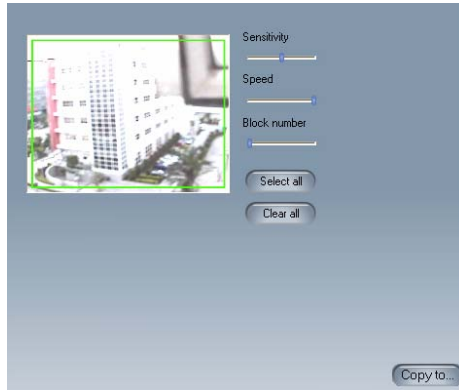 Sensitivity
Speed
Block number
Select all
Clear all
Copy to...